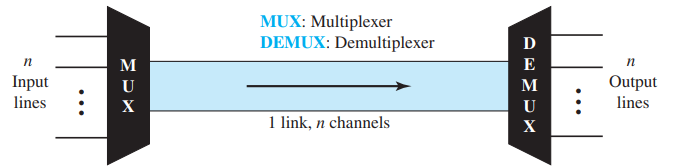 MUX: Multiplexer
DEMUX: Demultiplexer
n
Input
lines
M
U
X
1 link, n channels
D
E
M
U
X
n
Output
lines